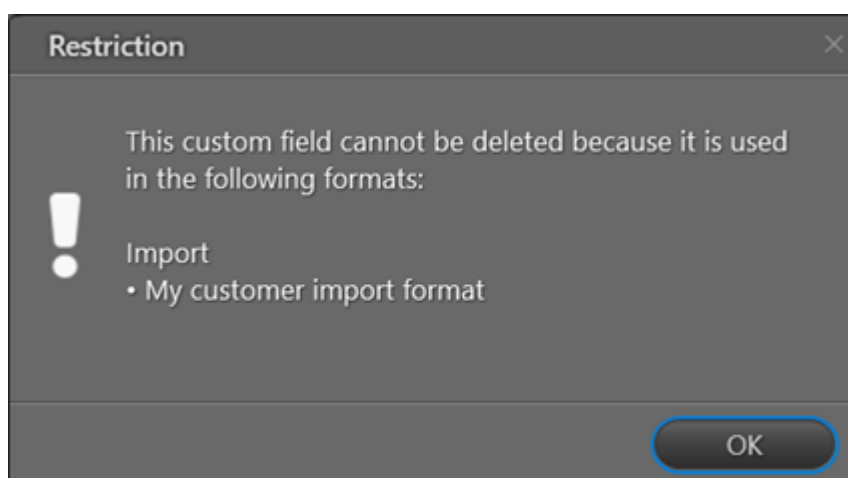 Restriction
This custom field cannot be deleted because it is used
in the following formats:
Import
• My customer import format
OK